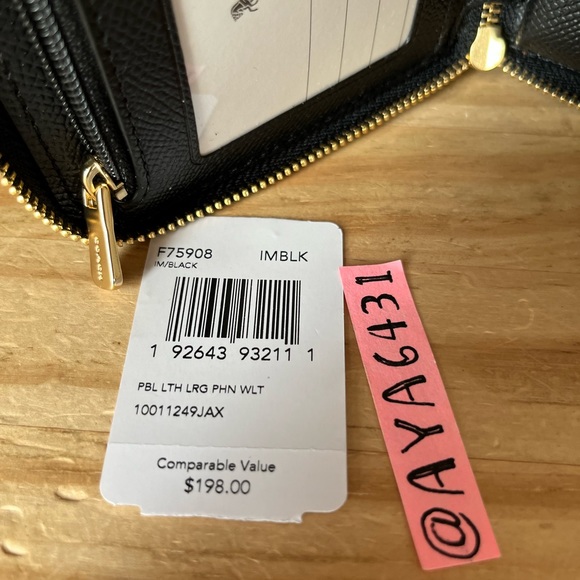 COACH
F75908 IMBLK
IM/BLACK
1 92643 93211 1
PBL LTH LRG PHN WLT
10011249JAX
Comparable Value
$198.00
@AYA6431